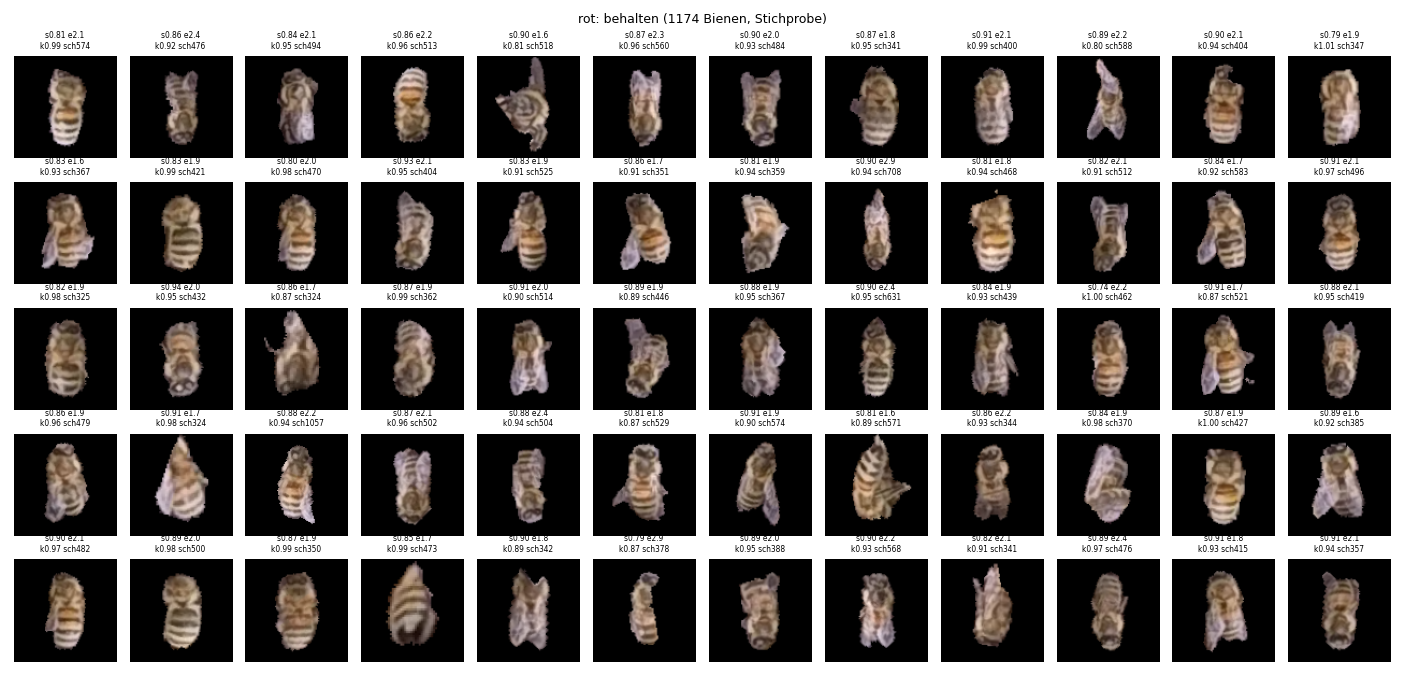 rot: behalten (1174 Bienen, Stichprobe)
s0.81 e2.1 s0.86 e2.4 s0.84 e2.1 s0.86 e2.2 s0.90 e1.6 s0.87 e2.3 s0.90 e2.0 s0.87 e1.8 s0.91 e2.1 s0.89 e2.2 s0.90 e2.1 s0.79 e1.9
k0.99 sch574 k0.92 sch476 k0.95 sch494 k0.96 sch513 k0.81 sch518 k0.96 sch560 k0.93 sch484 k0.95 sch341 k0.99 sch400 k0.80 sch588 k0.94 sch404 k1.01 sch347
s0.83 e1.6 s0.83 e1.9 s0.80 e2.0 s0.93 e2.1 s0.83 e1.9 s0.86 e1.7 s0.81 e1.9 s0.90 e2.9 s0.81 e1.8 s0.82 e2.1 s0.84 e1.7 s0.91 e2.1
k0.93 sch367 k0.99 sch421 k0.98 sch470 k0.95 sch404 k0.91 sch525 k0.91 sch351 k0.94 sch359 k0.94 sch708 k0.94 sch468 k0.91 sch512 k0.92 sch583 k0.97 sch496
s0.82 e1.9 s0.94 e2.0 s0.86 e1.7 s0.87 e1.9 s0.91 e2.0 s0.89 e1.9 s0.88 e1.9 s0.90 e2.4 s0.84 e1.9 s0.74 e2.2 s0.91 e1.7 s0.88 e2.1
k0.98 sch325 k0.95 sch432 k0.87 sch324 k0.99 sch362 k0.90 sch514 k0.89 sch446 k0.95 sch367 k0.95 sch631 k0.93 sch439 k1.00 sch462 k0.87 sch521 k0.95 sch419
s0.86 e1.9 s0.91 e1.7 s0.88 e2.2 s0.87 e2.1 s0.88 e2.4 s0.81 e1.8 s0.91 e1.9 s0.81 e1.6 s0.86 e2.2 s0.84 e1.9 s0.87 e1.9 s0.89 e1.6
k0.96 sch479 k0.98 sch324 k0.94 sch1057 k0.96 sch502 k0.94 sch504 k0.87 sch529 k0.90 sch574 k0.89 sch571 k0.93 sch344 k0.98 sch370 k1.00 sch427 k0.92 sch385
s0.90 e2.1 s0.89 e2.0 s0.87 e1.9 s0.85 e1.7 s0.90 e1.8 s0.79 e2.9 s0.89 e2.0 s0.90 e2.2 s0.82 e2.1 s0.89 e2.4 s0.91 e1.8 s0.91 e2.1
k0.97 sch482 k0.98 sch500 k0.99 sch350 k0.99 sch473 k0.89 sch342 k0.87 sch378 k0.95 sch388 k0.93 sch568 k0.91 sch341 k0.97 sch476 k0.93 sch415 k0.94 sch357